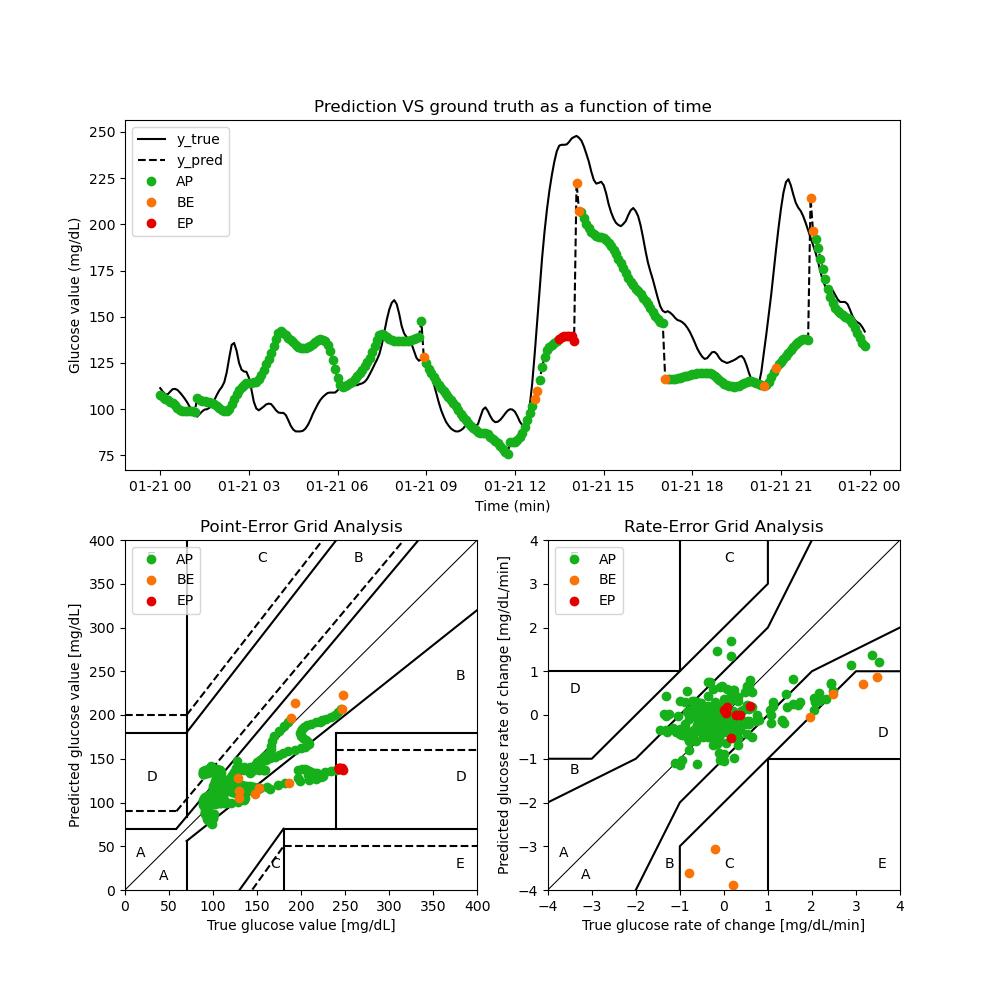 Prediction VS ground truth as a function of time
Glucose value (mg/dL)
250
225
200
175
150
125
100
75
y_true
y_pred
AP
BE
EP
01-21 00 01-21 03 01-21 06 01-21 09 01-21 12 01-21 15 01-21 18 01-21 21 01-22 00
Time (min)
Point-Error Grid Analysis
Predicted glucose value [mg/dL]
400
350
300
250
200
150
100
50
0
AP
BE
EP
C
B
B
D
D
A
A
C
E
0 50 100 150 200 250 300 350 400
True glucose value [mg/dL]
Rate-Error Grid Analysis
Predicted glucose rate of change [mg/dL/min]
4
3
2
1
0
−1
−2
−3
−4
AP
BE
EP
C
D
D
B
A
A
B
C
E
−4 −3 −2 −1 0 1 2 3 4
True glucose rate of change [mg/dL/min]